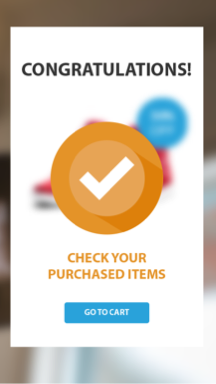 CONGRATULATIONS!
CHECK YOUR
PURCHASED ITEMS
GO TO CART